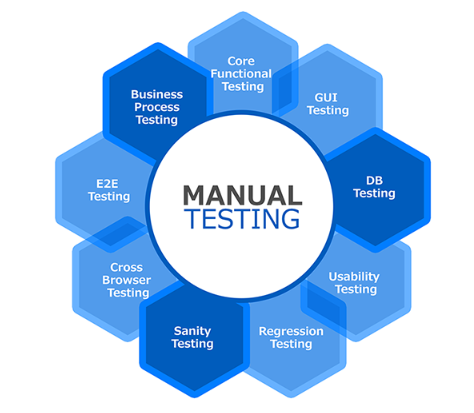 MANUAL
TESTING
Core
Functional
Testing
GUI
Testing
DB
Testing
Usability
Testing
Regression
Testing
Sanity
Testing
Cross
Browser
Testing
E2E
Testing
Business
Process
Testing